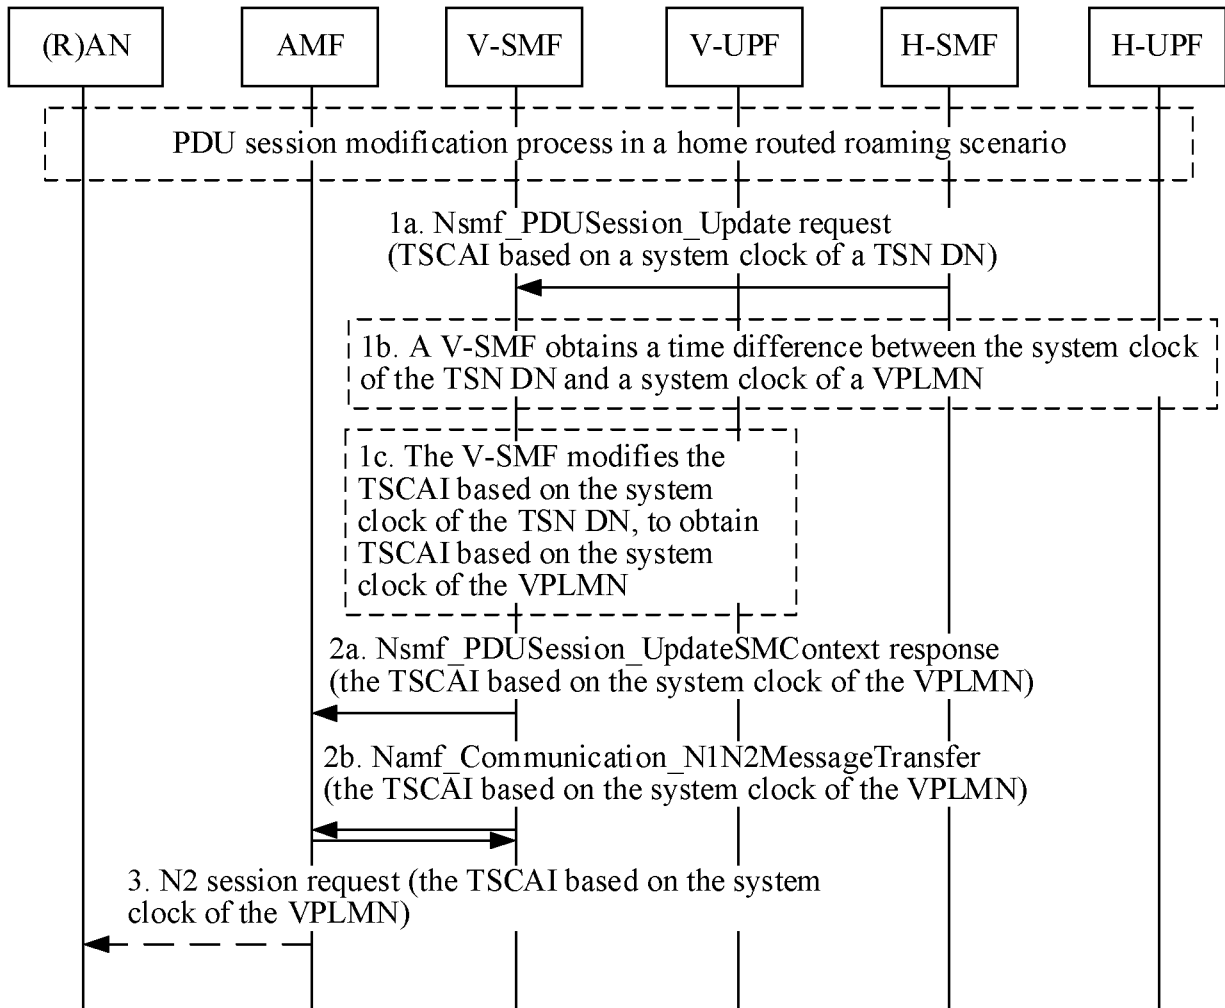 (R)AN
AMF
V-SMF
V-UPF
H-SMF
H-UPF
PDU session modification process in a home routed roaming scenario
1a. Nsmf_PDUSession_Update request
(TSCAI based on a system clock of a TSN DN)
1b. A V-SMF obtains a time difference between the system clock
of the TSN DN and a system clock of a VPLMN
1c. The V-SMF modifies the
TSCAI based on the system
clock of the TSN DN, to obtain
TSCAI based on the system
clock of the VPLMN
2a. Nsmf_PDUSession_UpdateSMContext response
(the TSCAI based on the system clock of the VPLMN)
2b. Namf_Communication_N1N2MessageTransfer
(the TSCAI based on the system clock of the VPLMN)
3. N2 session request (the TSCAI based on the system
clock of the VPLMN)